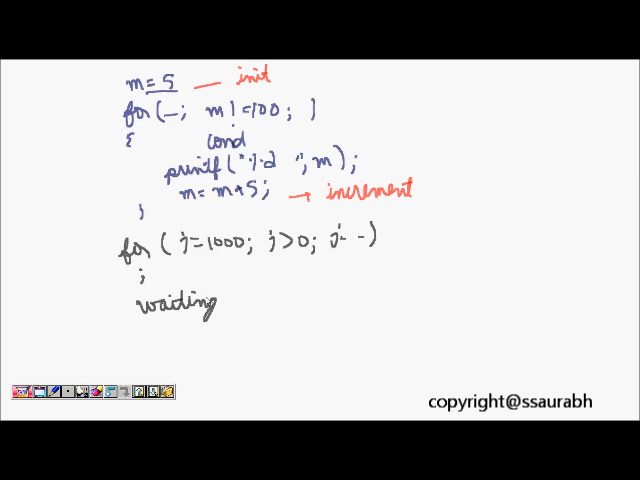 m = 5 — init
for ( _ ; m ! = 100 ; )
{ cond
printf ( " % d " , m ) ;
m = m + 5 ; → increment
}
for ( j = 1000 ; j > 0 ; j - - )
;
waiting
copyright@ssaurabh